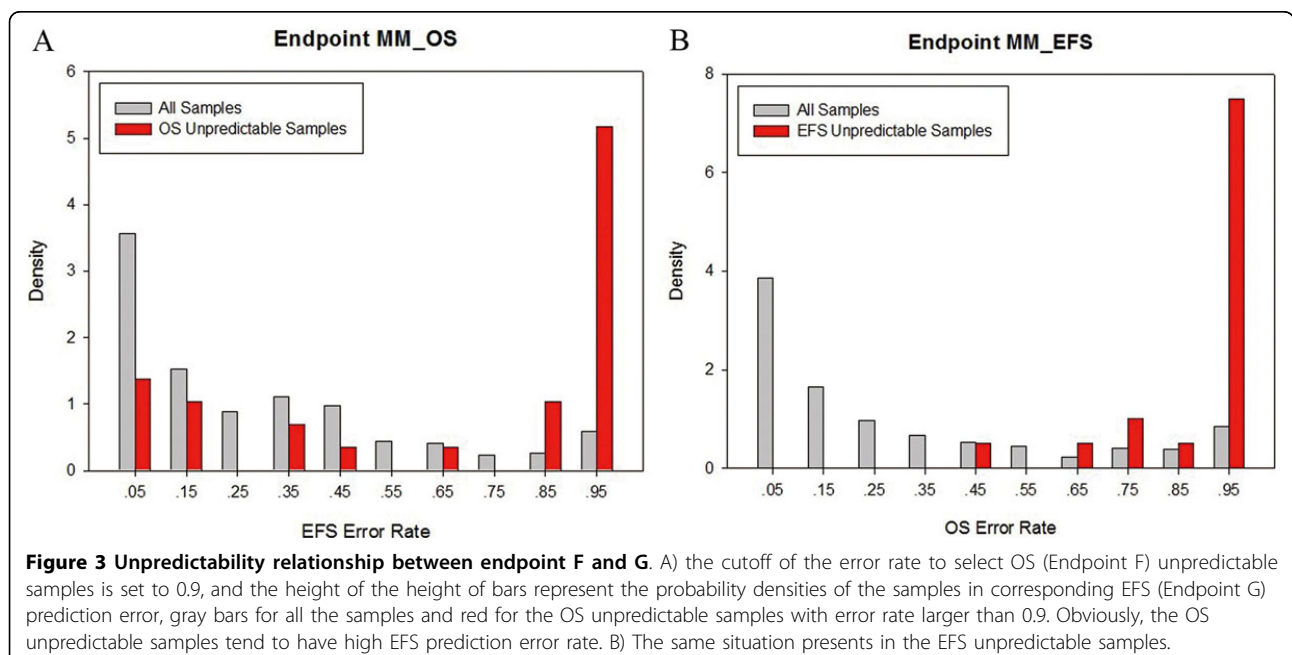 A
Endpoint MM_OS
All Samples
OS Unpredictable Samples
Density
6
5
4
3
2
1
0
.05 .15 .25 .35 .45 .55 .65 .75 .85 .95
EFS Error Rate
B
Endpoint MM_EFS
All Samples
EFS Unpredictable Samples
Density
8
6
4
2
0
.05 .15 .25 .35 .45 .55 .65 .75 .85 .95
OS Error Rate
Figure 3 Unpredictability relationship between endpoint F and G. A) the cutoff of the error rate to select OS (Endpoint F) unpredictable
samples is set to 0.9, and the height of the height of bars represent the probability densities of the samples in corresponding EFS (Endpoint G)
prediction error, gray bars for all the samples and red for the OS unpredictable samples with error rate larger than 0.9. Obviously, the OS
unpredictable samples tend to have high EFS prediction error rate. B) The same situation presents in the EFS unpredictable samples.